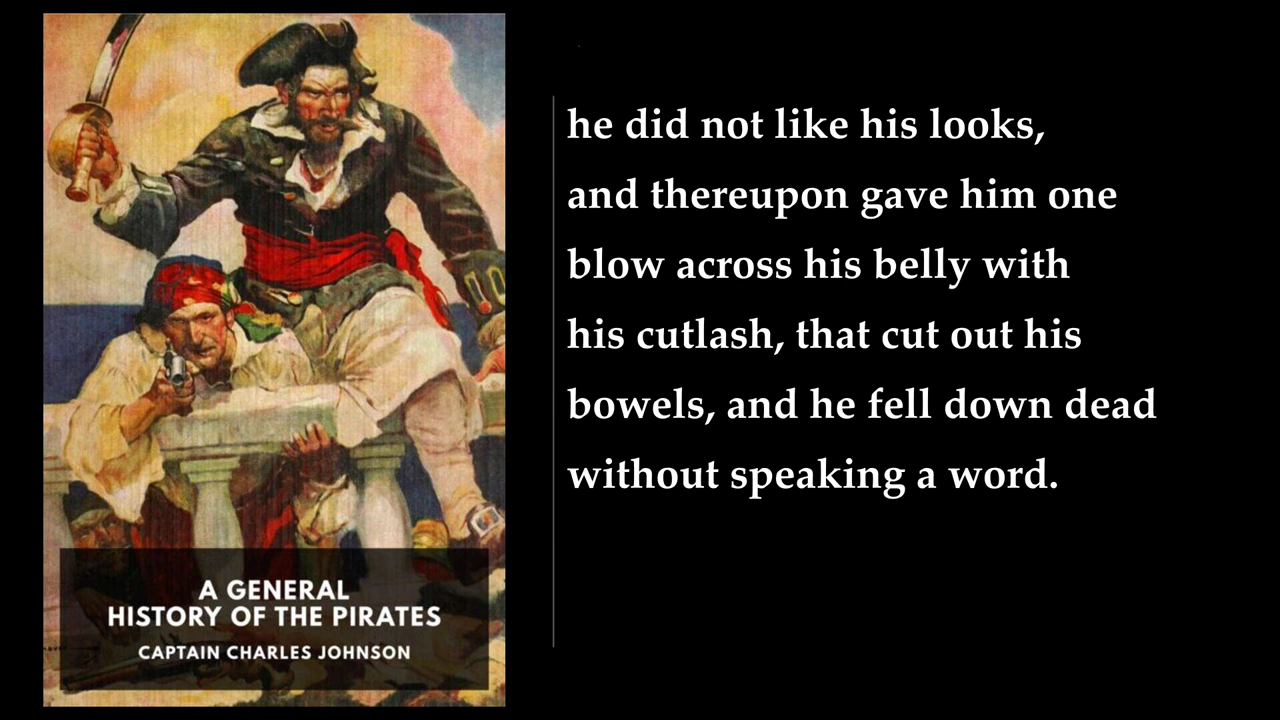 he did not like his looks,
and thereupon gave him one
blow across his belly with
his cutlash, that cut out his
bowels, and he fell down dead
without speaking a word.
A GENERAL
HISTORY OF THE PIRATES
CAPTAIN CHARLES JOHNSON